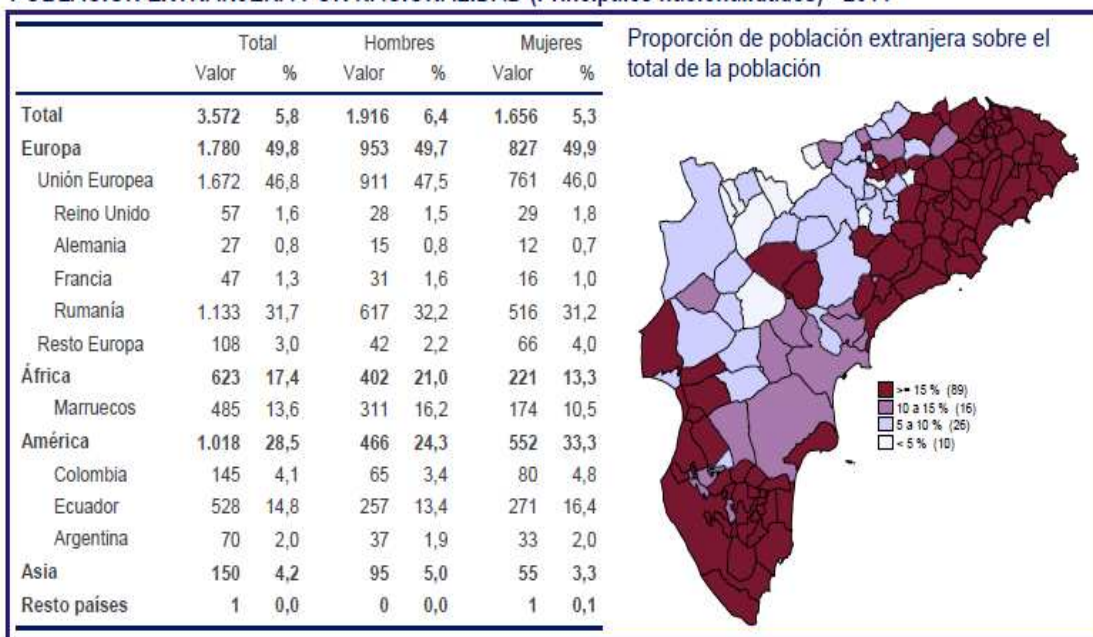 POBLACIÓN EXTRANJERA POR NACIONALIDAD (Principales nacionalidades) - 2011
Total Hombres Mujeres
Valor % Valor % Valor %
Total 3.572 5,8 1.916 6,4 1.656 5,3
Europa 1.780 49,8 953 49,7 827 49,9
Unión Europea 1.672 46,8 911 47,5 761 46,0
Reino Unido 57 1,6 28 1,5 29 1,8
Alemania 27 0,8 15 0,8 12 0,7
Francia 47 1,3 31 1,6 16 1,0
Rumanía 1.133 31,7 617 32,2 516 31,2
Resto Europa 108 3,0 42 2,2 66 4,0
África 623 17,4 402 21,0 221 13,3
Marruecos 485 13,6 311 16,2 174 10,5
América 1.018 28,5 466 24,3 552 33,3
Colombia 145 4,1 65 3,4 80 4,8
Ecuador 528 14,8 257 13,4 271 16,4
Argentina 70 2,0 37 1,9 33 2,0
Asia 150 4,2 95 5,0 55 3,3
Resto países 1 0,0 0 0,0 1 0,1
Proporción de población extranjera sobre el
total de la población
>= 15 % (89)
10 a 15 % (16)
5 a 10 % (26)
< 5 % (10)